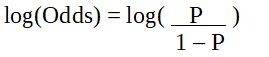 log(Odds) = log( P )
1 – P